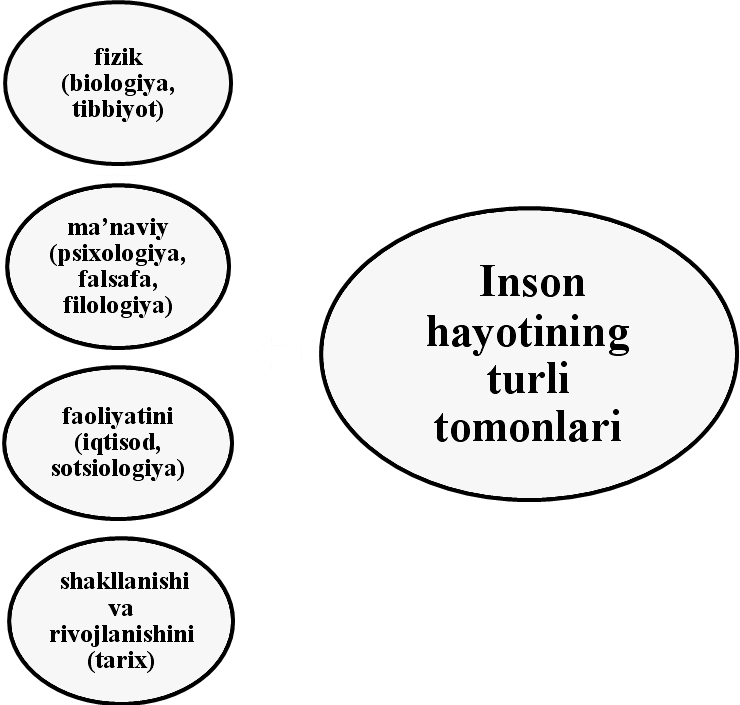 fizik
(biologiya,
tibbiyot)
ma’naviy
(psixologiya,
falsafa,
filologiya)
faoliyatini
(iqtisod,
sotsiologiya)
shakllanishi
va
rivojlanishini
(tarix)
Inson
hayotining
turli
tomonlari